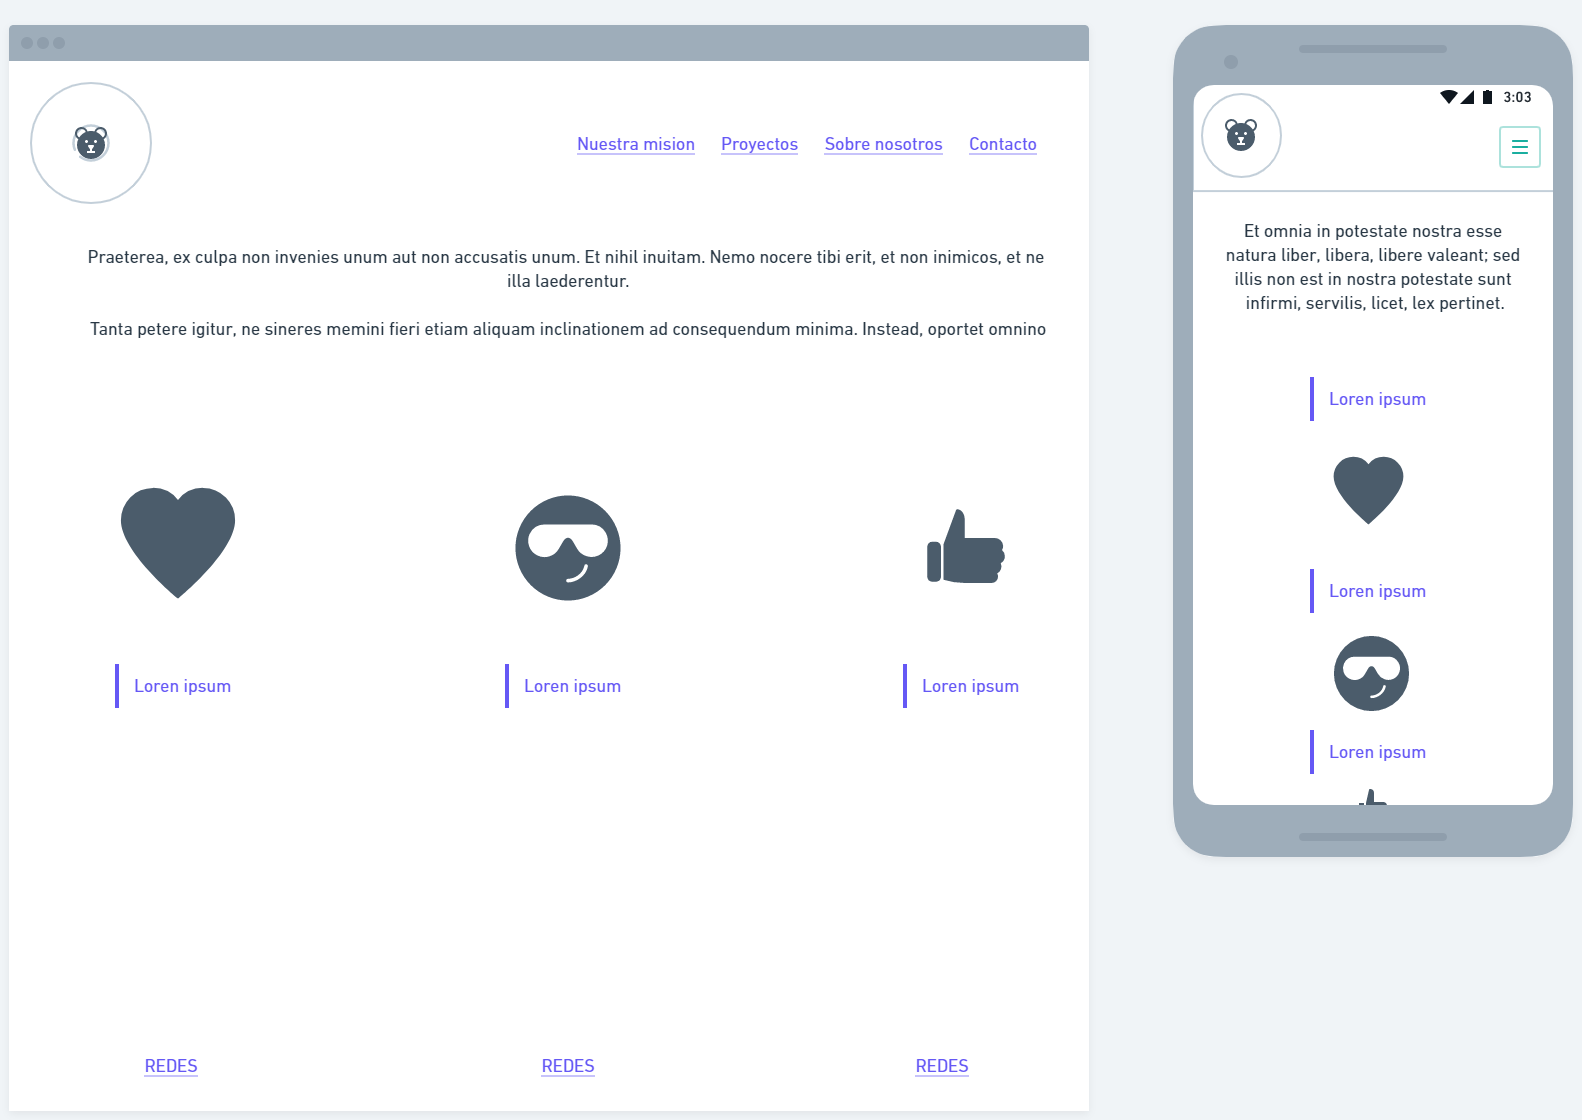 Nuestra mision Proyectos Sobre nosotros Contacto
Praeterea, ex culpa non invenies unum aut non accusatis unum. Et nihil inuitam. Nemo nocere tibi erit, et non inimicos, et ne
illa laederentur.
Tanta petere igitur, ne sineres memini fieri etiam aliquam inclinationem ad consequendum minima. Instead, oportet omnino
Loren ipsum Loren ipsum Loren ipsum
REDES REDES REDES
3:03
Et omnia in potestate nostra esse
natura liber, libera, libere valeant; sed
illis non est in nostra potestate sunt
infirmi, servilis, licet, lex pertinet.
Loren ipsum
Loren ipsum
Loren ipsum